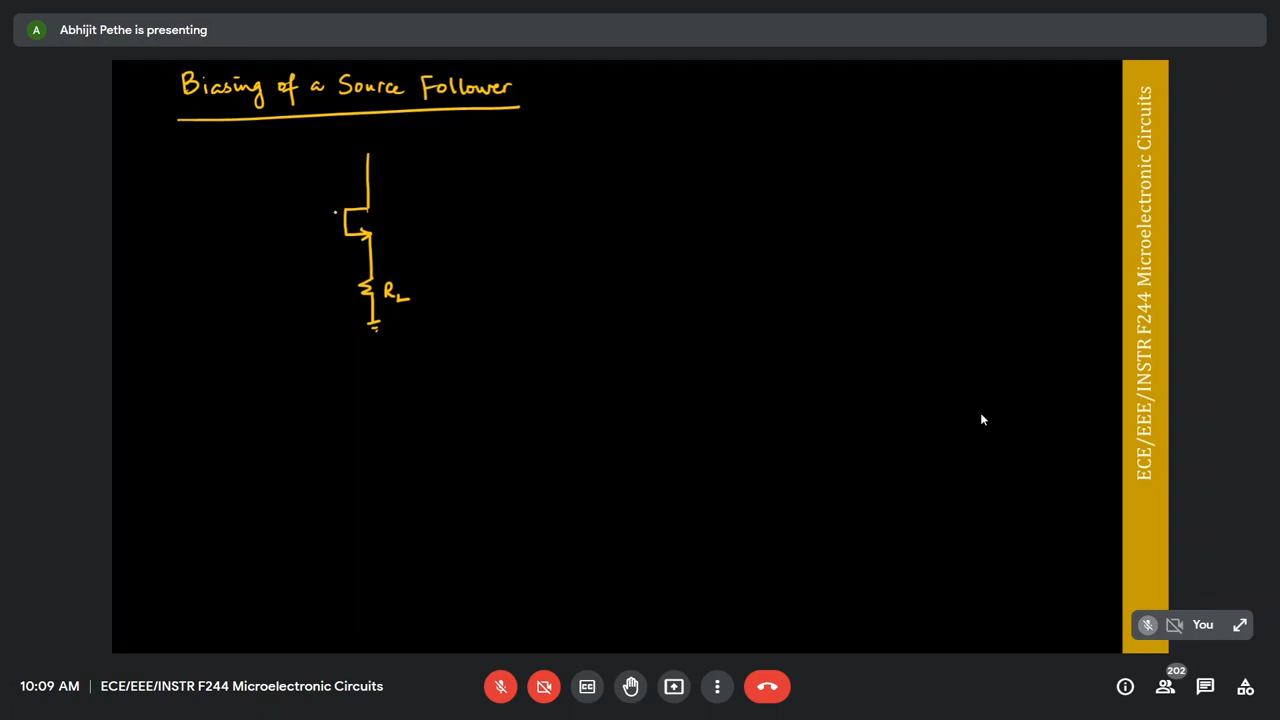 A
Abhijit Pethe is presenting
Biasing of a Source Follower
RL
ECE/EEE/INSTR F244 Microelectronic Circuits
You
10:09 AM | ECE/EEE/INSTR F244 Microelectronic Circuits
CC
202